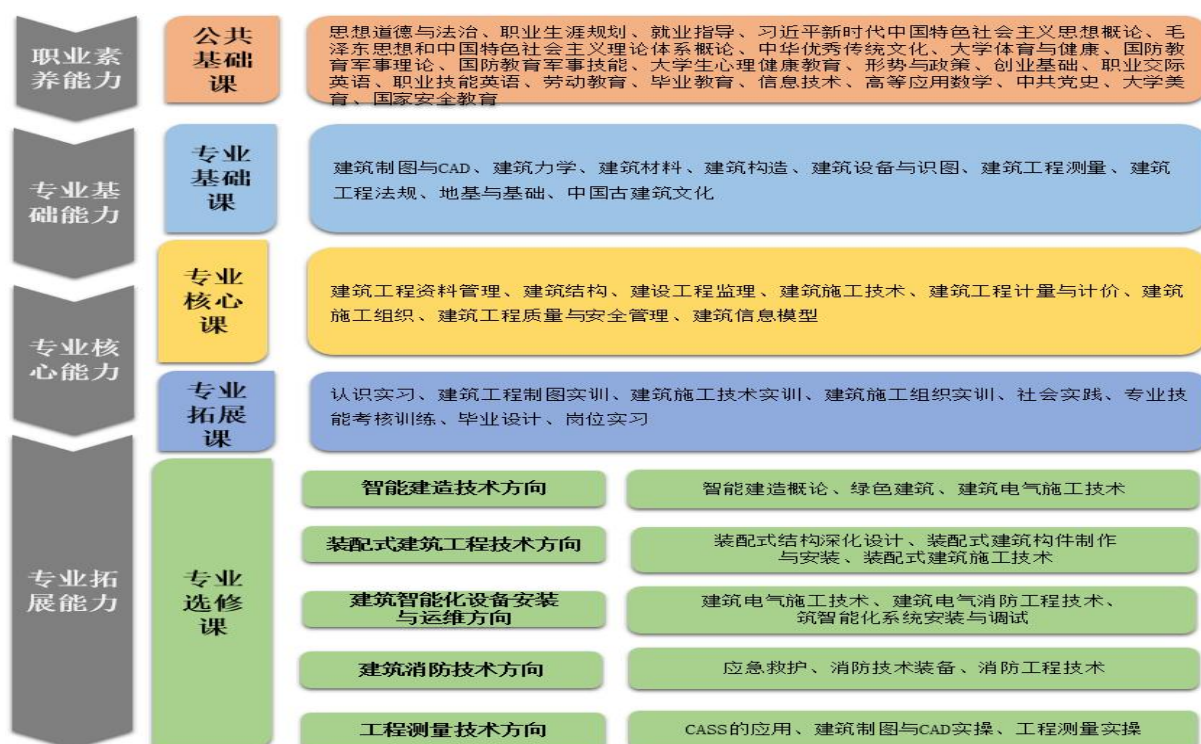 职业素
养能力
公共
基础
课
思想道德与法治、职业生涯规划、就业指导、习近平新时代中国特色社会主义思想概论、毛
泽东思想和中国特色社会主义理论体系概论、中华优秀传统文化、大学体育与健康、国防教
育军事理论、国防教育军事技能、大学生心理健康教育、形势与政策、创业基础、职业交际
英语、职业技能英语、劳动教育、毕业教育、信息技术、高等应用数学、中共党史、大学美
育、国家安全教育
专业基
础能力
专业
基础
课
建筑制图与CAD、建筑力学、建筑材料、建筑构造、建筑设备与识图、建筑工程测量、建筑
工程法规、地基与基础、中国古建筑文化
专业核
心能力
专业
核心
课
建筑工程资料管理、建筑结构、建设工程监理、建筑施工技术、建筑工程计量与计价、建筑
施工组织、建筑工程质量与安全管理、建筑信息模型
专业
拓展
课
认识实习、建筑工程制图实训、建筑施工技术实训、建筑施工组织实训、社会实践、专业技
能考核训练、毕业设计、岗位实习
专业拓
展能力
专业
选修
课
智能建造技术方向
智能建造概论、绿色建筑、建筑电气施工技术
装配式建筑工程技术方向
装配式结构深化设计、装配式建筑构件制作
与安装、装配式建筑施工技术
建筑智能化设备安装
与运维方向
建筑电气施工技术、建筑电气消防工程技术、
筑智能化系统安装与调试
建筑消防技术方向
应急救护、消防技术装备、消防工程技术
工程测量技术方向
CASS的应用、建筑制图与CAD实操、工程测量实操